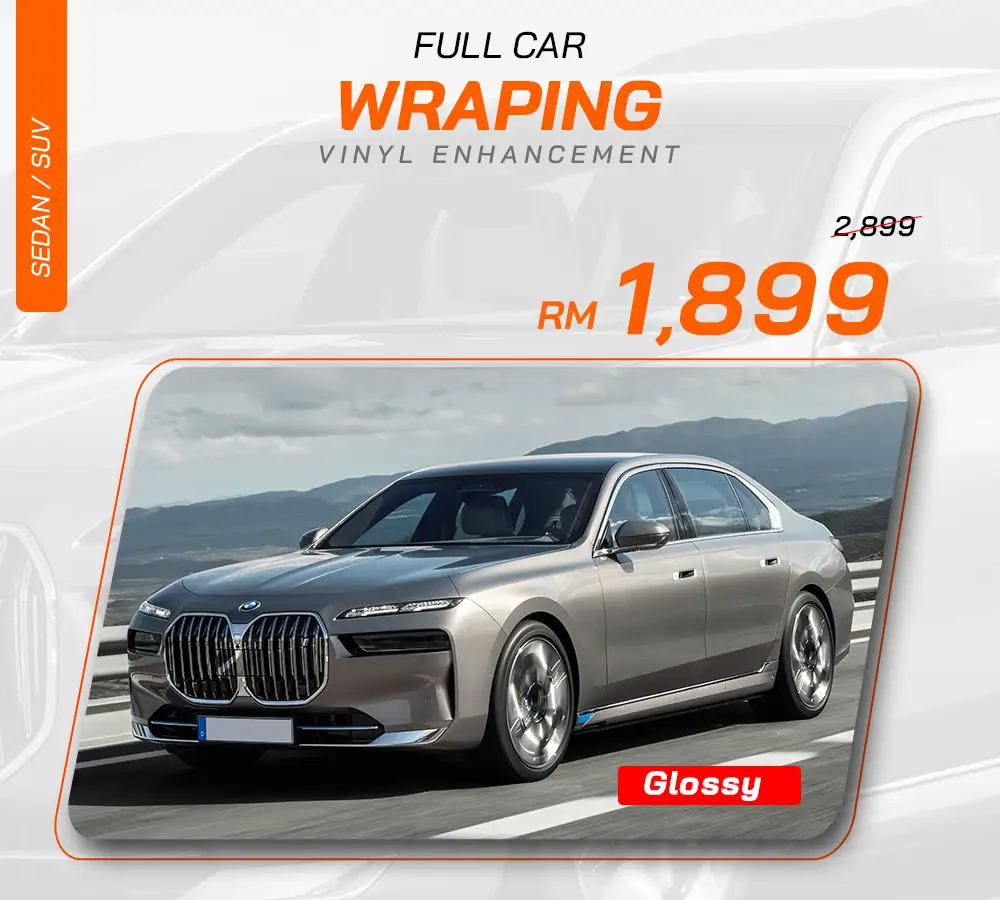 FULL CAR
WRAPING
VINYL ENHANCEMENT
SEDAN / SUV
2,899
RM 1,899
Glossy